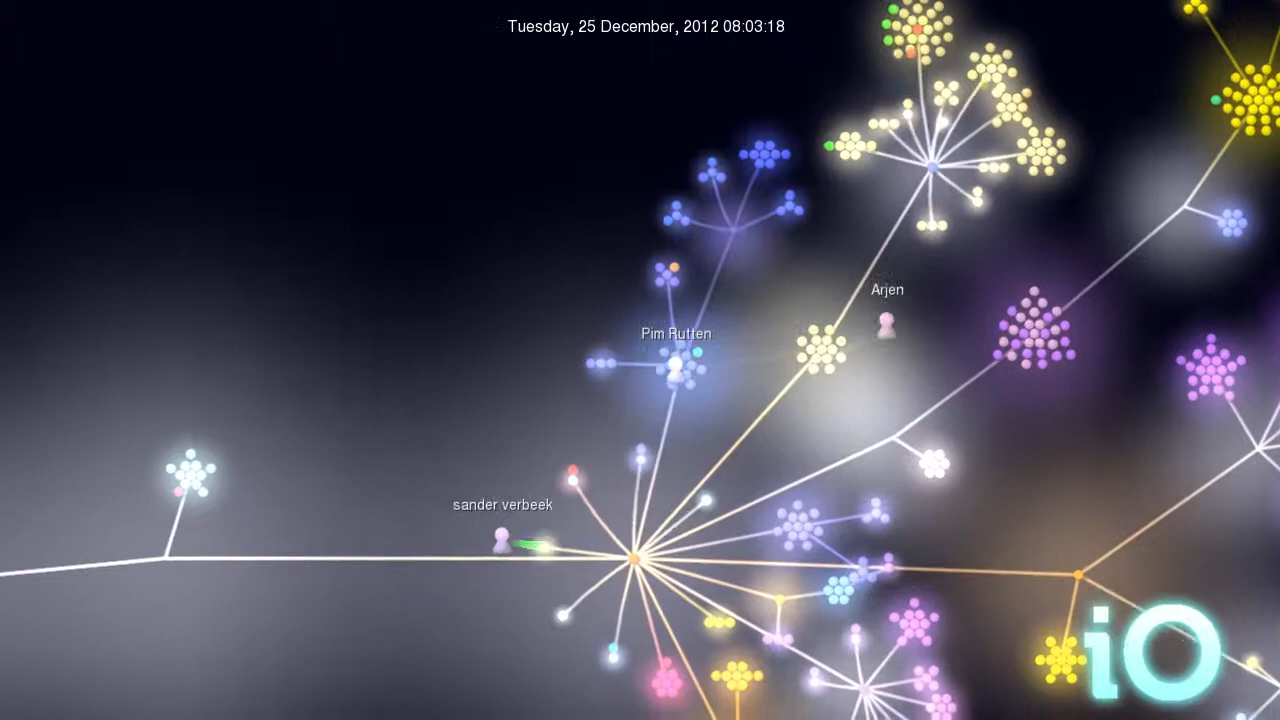 Tuesday, 25 December, 2012 08:03:18
Arjen
Pim Rutten
sander verbeek
iO